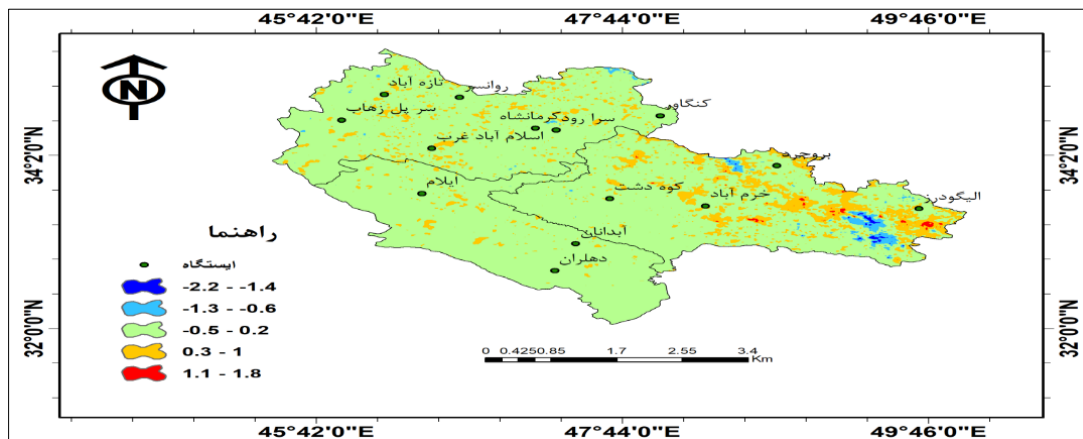 45°42'0"E 47°44'0"E 49°46'0"E
34°2'0"N
32°0'0"N
N
تازه آباد
روانسر
سر پل زهاب
کرمانشاه
سرا رود
کنگاور
اسلام آباد غرب
بروجرد
ایلام
کوه دشت
خرم آباد
الیگودرز
آبدانان
دهلران
راهنما
ایستگاه
-2.2 - -1.4
-1.3 - -0.6
-0.5 - 0.2
0.3 - 1
1.1 - 1.8
0 0.4250.85 1.7 2.55 3.4
Km
34°2'0"N
32°0'0"N
45°42'0"E 47°44'0"E 49°46'0"E